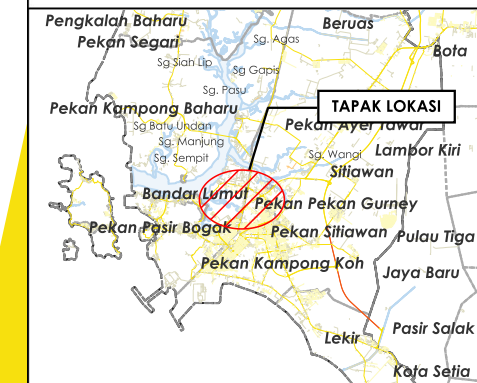 Pengkalah Baharu
Beruas
Pekan Segari
Sg. Agas
Bota
Sg Siah Lip
Sg Gapis
Sg. Pasu
Pekan Kampong Baharu
TAPAK LOKASI
Sg Batu Undan
Pekan Ayer Tawar
Sg. Manjung
Lambor Kiri
Sg. Sempit
Sg. Wangi
Sitiawan
Bandar Lumut
Pekan Pekan Gurney
Pekan Pasir Bogak
Pekan Sitiawan
Pulau Tiga
Pekan Kampong Koh
Jaya Baru
Pasir Salak
Lekir
Kota Setia